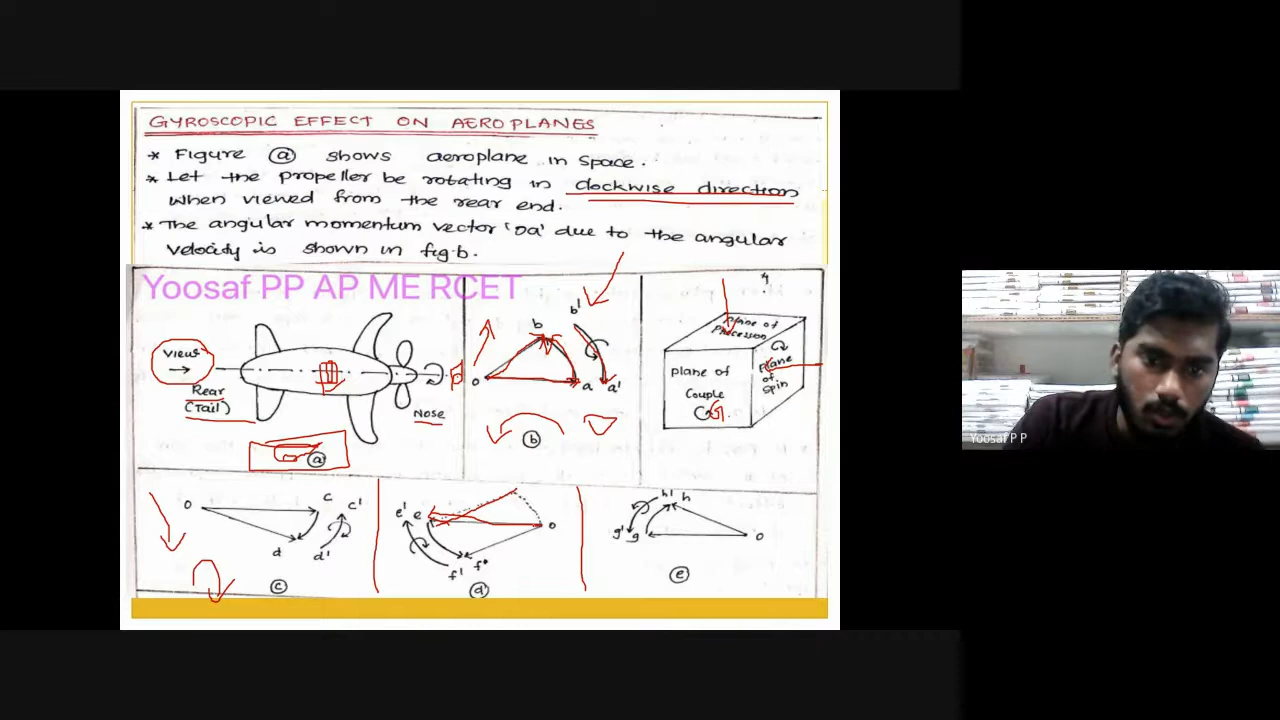 GYROSCOPIC EFFECT ON AEROPLANES
* Figure ⓐ shows aeroplane in space.
* Let the propeller be rotating in clockwise direction
when viewed from the rear end.
* The angular momentum vector 'oa' due to the angular
velocity is shown in fig.b.
Yoosaf PP AP ME RCET
View
Rear
(Tail)
Nose
a
o
b
b'
a
a'
b
4
Plane of
Precession
plane of
Couple
G
Plane
of
Spin
o
c
c'
d
d'
c
e'
e
o
f'
f
d
h'
h
g'
g
o
e
Yoosaf P P